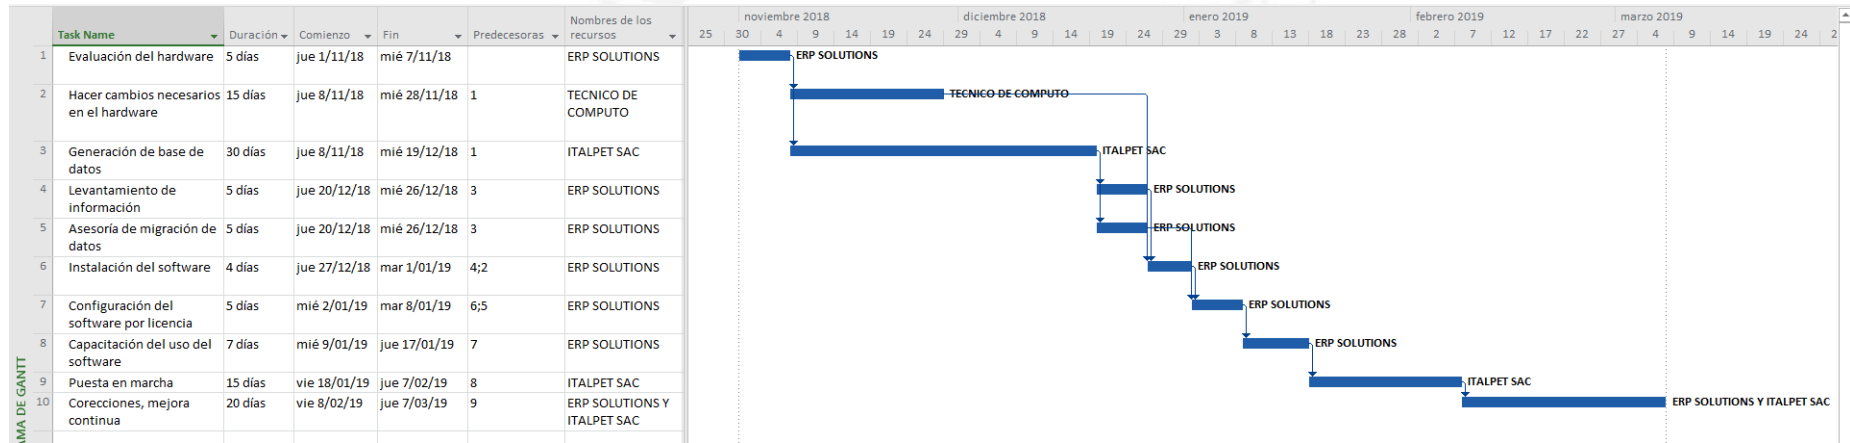 Task Name Duración Comienzo Fin Predecesoras Nombres de los recursos
1 Evaluación del hardware 5 días jue 1/11/18 mié 7/11/18 ERP SOLUTIONS
2 Hacer cambios necesarios en el hardware 15 días jue 8/11/18 mié 28/11/18 1 TECNICO DE COMPUTO
3 Generación de base de datos 30 días jue 8/11/18 mié 19/12/18 1 ITALPET SAC
4 Levantamiento de información 5 días jue 20/12/18 mié 26/12/18 3 ERP SOLUTIONS
5 Asesoría de migración de datos 5 días jue 20/12/18 mié 26/12/18 3 ERP SOLUTIONS
6 Instalación del software 4 días jue 27/12/18 mar 1/01/19 4;2 ERP SOLUTIONS
7 Configuración del software por licencia 5 días mié 2/01/19 mar 8/01/19 6;5 ERP SOLUTIONS
8 Capacitación del uso del software 7 días mié 9/01/19 jue 17/01/19 7 ERP SOLUTIONS
9 Puesta en marcha 15 días vie 18/01/19 jue 7/02/19 8 ITALPET SAC
10 Corecciones, mejora continua 20 días vie 8/02/19 jue 7/03/19 9 ERP SOLUTIONS Y ITALPET SAC
AMA DE GANTT
noviembre 2018 diciembre 2018 enero 2019 febrero 2019 marzo 2019
25 30 4 9 14 19 24 29 4 9 14 19 24 29 3 8 13 18 23 28 2 7 12 17 22 27 4 9 14 19 24 2
ERP SOLUTIONS
TECNICO DE COMPUTO
ITALPET SAC
ERP SOLUTIONS
ERP SOLUTIONS
ERP SOLUTIONS
ERP SOLUTIONS
ERP SOLUTIONS
ITALPET SAC
ERP SOLUTIONS Y ITALPET SAC